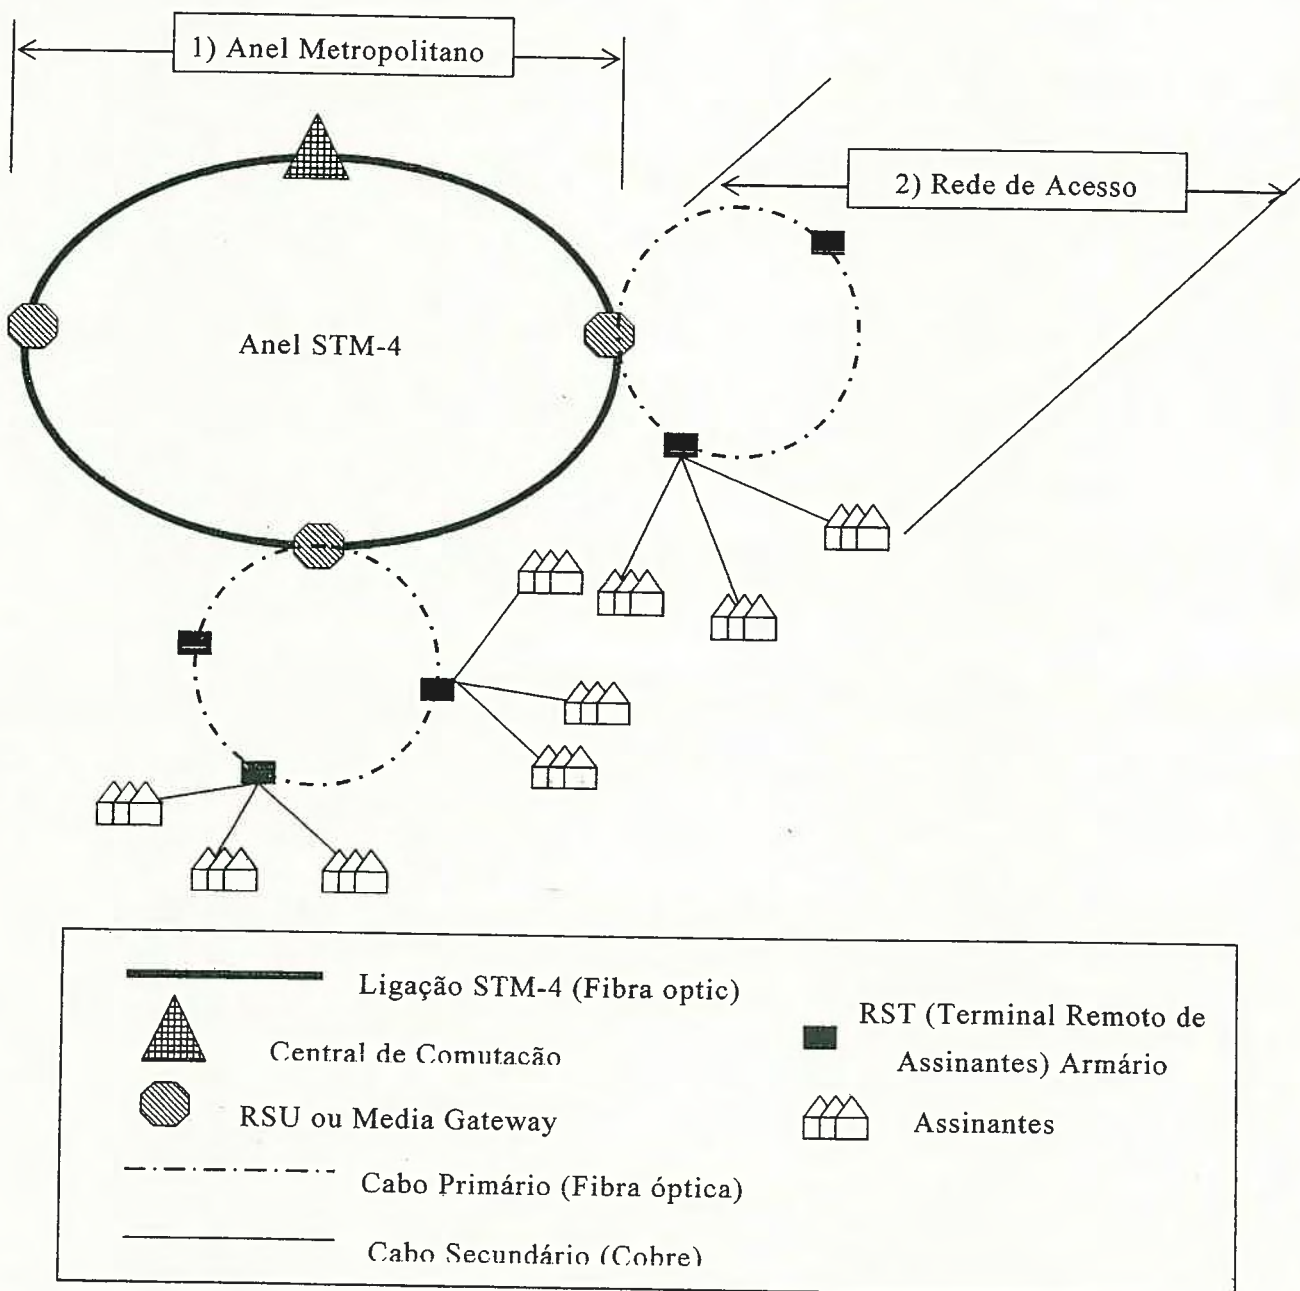 1) Anel Metropolitano
2) Rede de Acesso
Anel STM-4
Ligação STM-4 (Fibra optic)
Central de Comutacão
RSU ou Media Gateway
Cabo Primário (Fibra óptica)
Cabo Secundário (Cobre)
RST (Terminal Remoto de
Assinantes) Armário
Assinantes